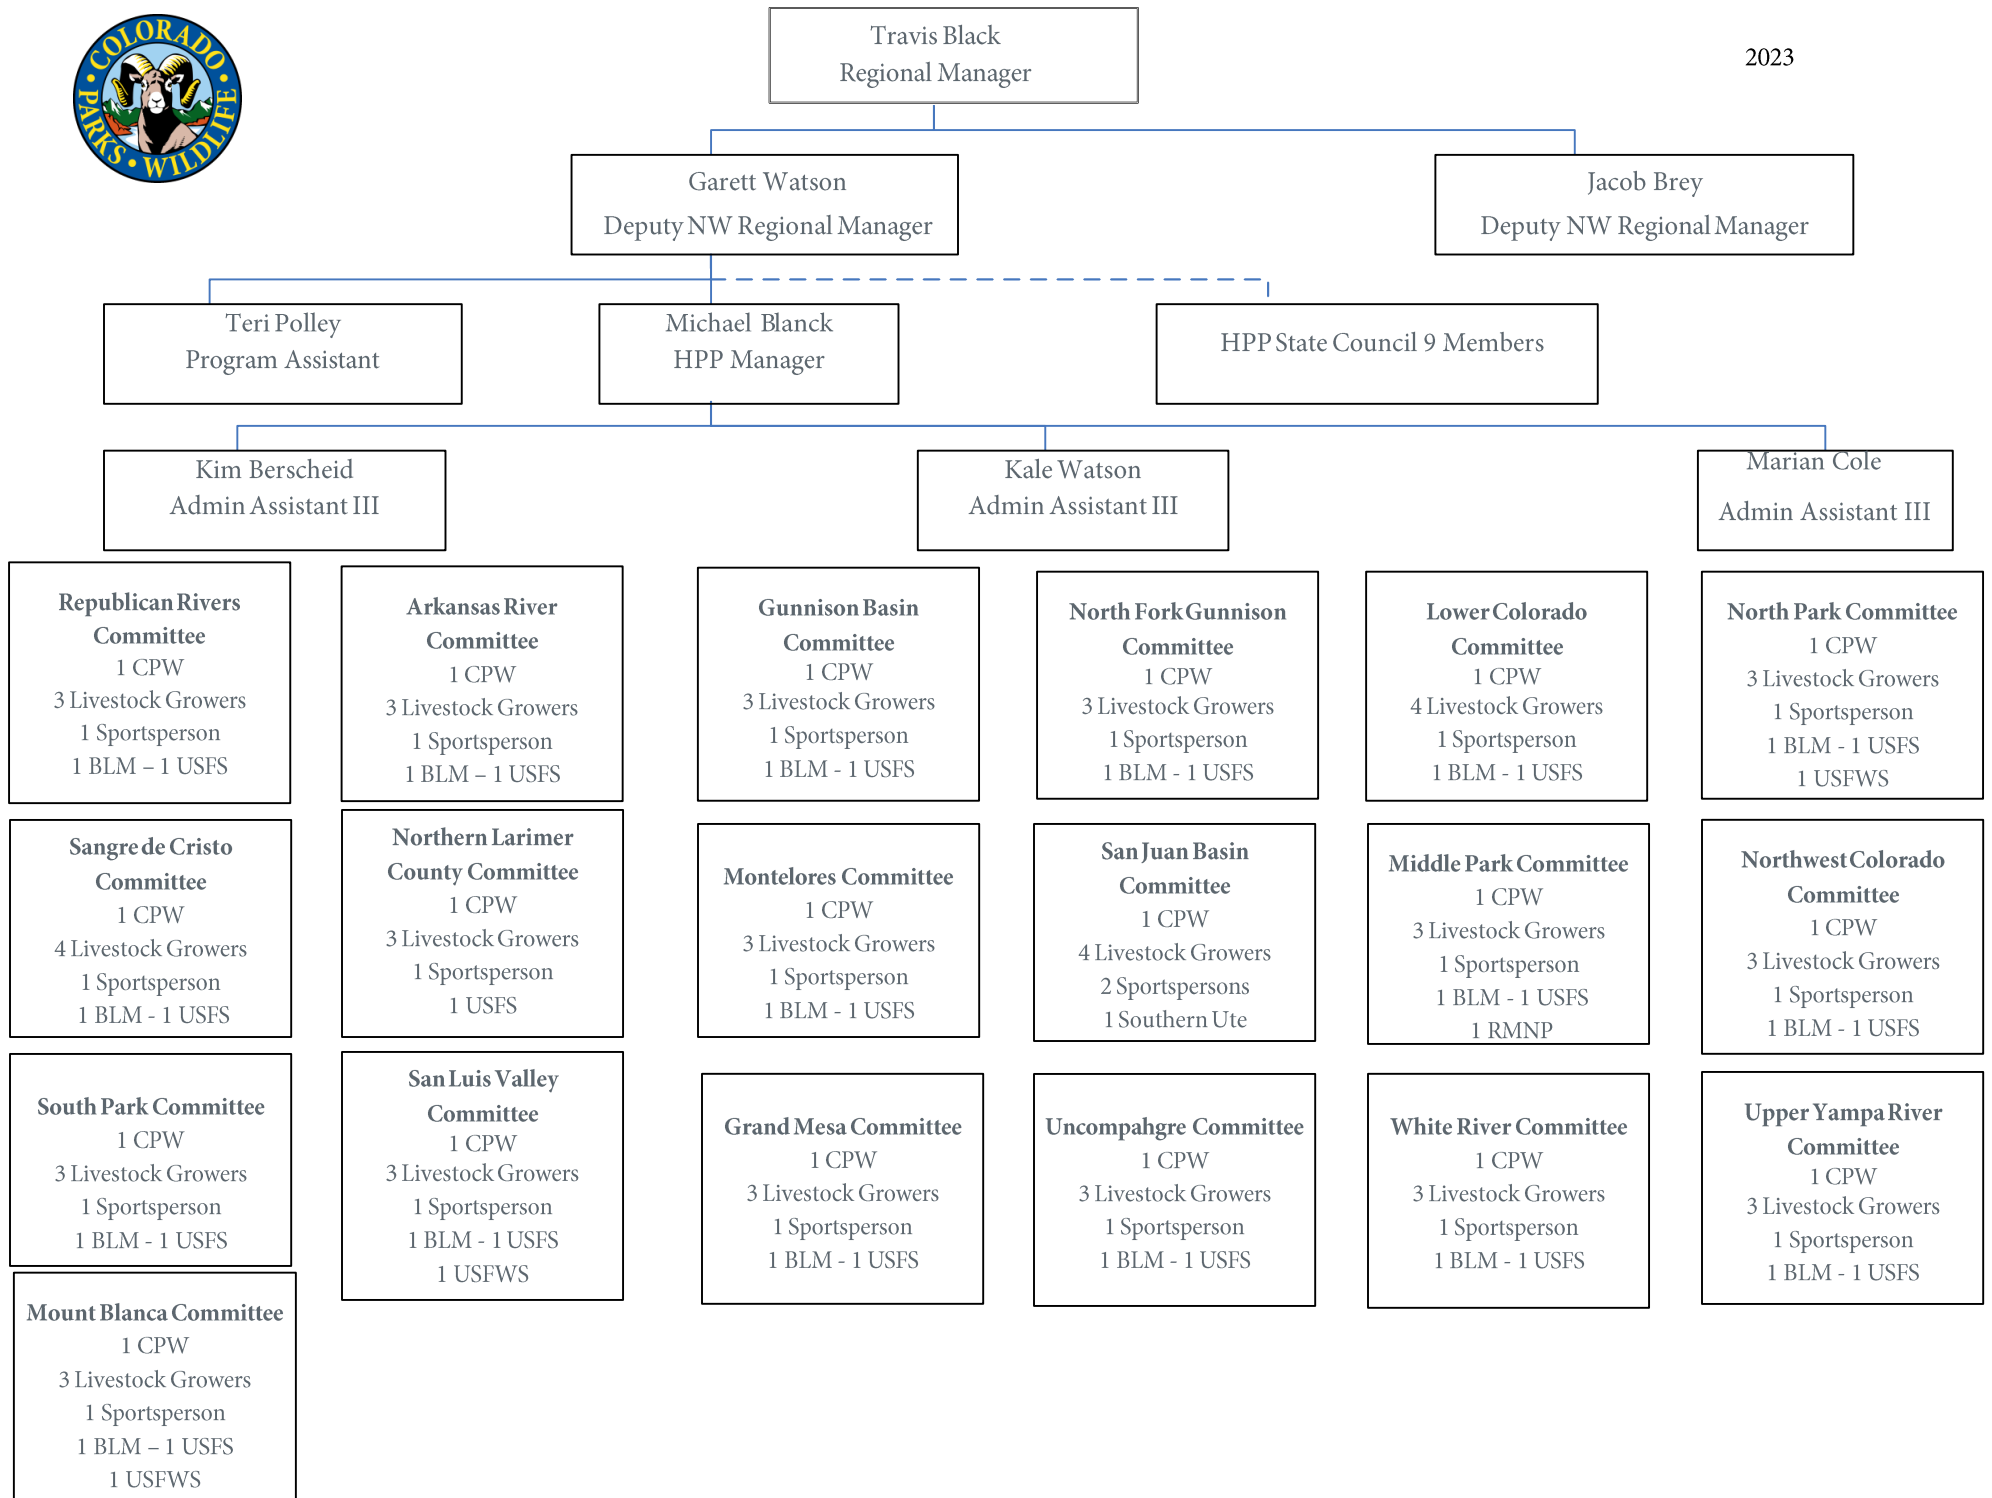 COLORADO
PARKS • WILDLIFE
2023
Travis Black
Regional Manager
Garett Watson
Deputy NW Regional Manager
Jacob Brey
Deputy NW Regional Manager
Teri Polley
Program Assistant
Michael Blanck
HPP Manager
HPP State Council 9 Members
Kim Berscheid
Admin Assistant III
Kale Watson
Admin Assistant III
Marian Cole
Admin Assistant III
Republican Rivers
Committee
1 CPW
3 Livestock Growers
1 Sportsperson
1 BLM – 1 USFS
Arkansas River
Committee
1 CPW
3 Livestock Growers
1 Sportsperson
1 BLM – 1 USFS
Gunnison Basin
Committee
1 CPW
3 Livestock Growers
1 Sportsperson
1 BLM - 1 USFS
North Fork Gunnison
Committee
1 CPW
3 Livestock Growers
1 Sportsperson
1 BLM - 1 USFS
Lower Colorado
Committee
1 CPW
4 Livestock Growers
1 Sportsperson
1 BLM - 1 USFS
North Park Committee
1 CPW
3 Livestock Growers
1 Sportsperson
1 BLM - 1 USFS
1 USFWS
Sangre de Cristo
Committee
1 CPW
4 Livestock Growers
1 Sportsperson
1 BLM - 1 USFS
Northern Larimer
County Committee
1 CPW
3 Livestock Growers
1 Sportsperson
1 USFS
Montelores Committee
1 CPW
3 Livestock Growers
1 Sportsperson
1 BLM - 1 USFS
San Juan Basin
Committee
1 CPW
4 Livestock Growers
2 Sportspersons
1 Southern Ute
Middle Park Committee
1 CPW
3 Livestock Growers
1 Sportsperson
1 BLM - 1 USFS
1 RMNP
Northwest Colorado
Committee
1 CPW
3 Livestock Growers
1 Sportsperson
1 BLM - 1 USFS
South Park Committee
1 CPW
3 Livestock Growers
1 Sportsperson
1 BLM - 1 USFS
San Luis Valley
Committee
1 CPW
3 Livestock Growers
1 Sportsperson
1 BLM - 1 USFS
1 USFWS
Grand Mesa Committee
1 CPW
3 Livestock Growers
1 Sportsperson
1 BLM - 1 USFS
Uncompahgre Committee
1 CPW
3 Livestock Growers
1 Sportsperson
1 BLM - 1 USFS
White River Committee
1 CPW
3 Livestock Growers
1 Sportsperson
1 BLM - 1 USFS
Upper Yampa River
Committee
1 CPW
3 Livestock Growers
1 Sportsperson
1 BLM - 1 USFS
Mount Blanca Committee
1 CPW
3 Livestock Growers
1 Sportsperson
1 BLM – 1 USFS
1 USFWS